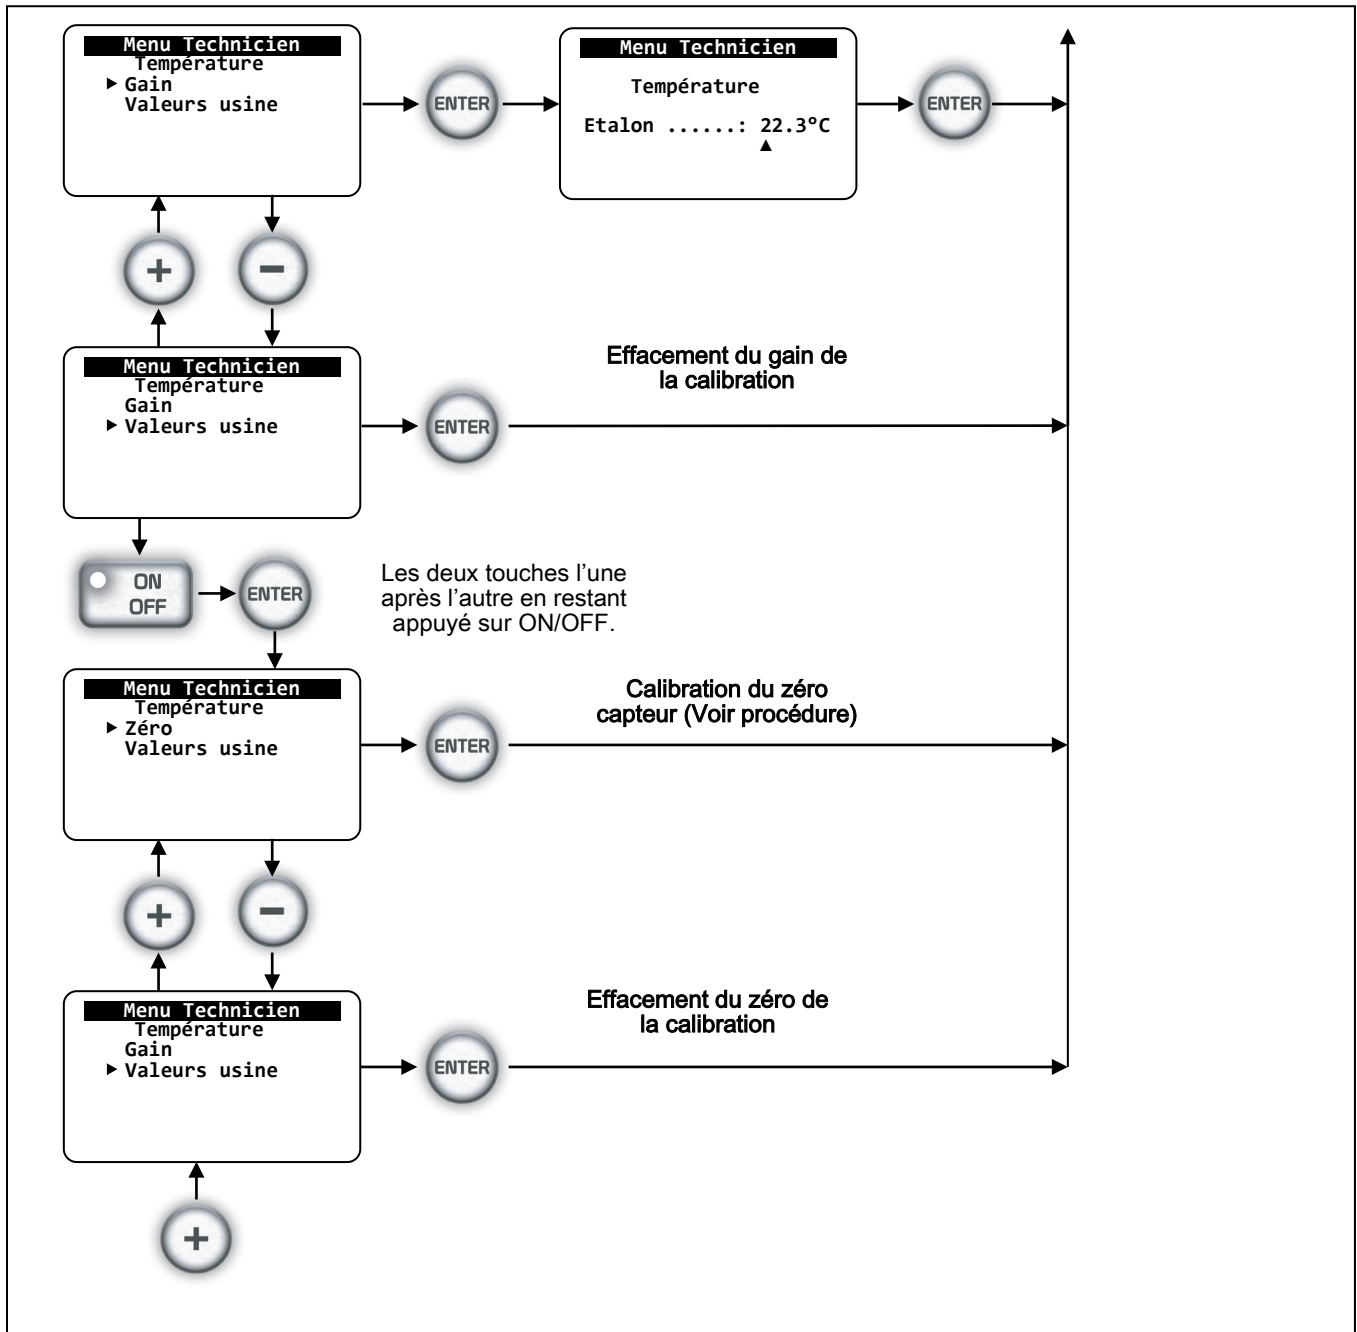 Menu Technicien
Température
▶ Gain
Valeurs usine
ENTER
Menu Technicien
Température
Etalon ......: 22.3°C
▲
ENTER
+
-
Menu Technicien
Température
Gain
▶ Valeurs usine
ENTER
Effacement du gain de
la calibration
ON
OFF
ENTER
Les deux touches l’une
après l’autre en restant
appuyé sur ON/OFF.
Menu Technicien
Température
▶ Zéro
Valeurs usine
ENTER
Calibration du zéro
capteur (Voir procédure)
+
-
Menu Technicien
Température
Gain
▶ Valeurs usine
ENTER
Effacement du zéro de
la calibration
+